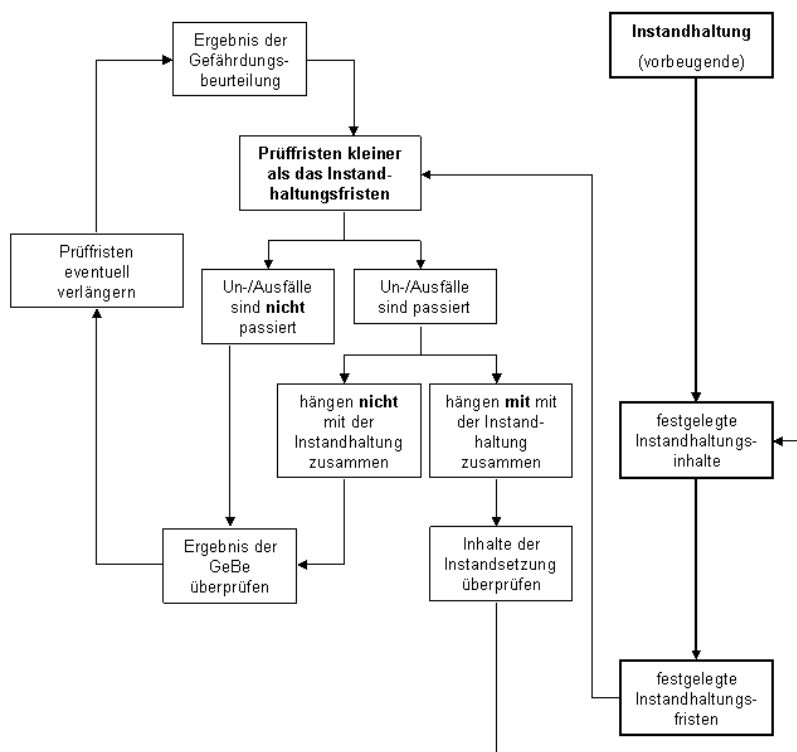 Ergebnis der
Gefährdungs-
beurteilung
Instandhaltung
(vorbeugende)
Prüffristen kleiner
als das Instand-
haltungsfristen
Prüffristen
eventuell
verlängern
Un-/Ausfälle
sind nicht
passiert
Un-/Ausfälle
sind passiert
hängen nicht
mit der
Instandhaltung
zusammen
hängen mit mit
der Instand-
haltung
zusammen
festgelegte
Instandhaltungs-
inhalte
Ergebnis der
GeBe
überprüfen
Inhalte der
Instandsetzung
überprüfen
festgelegte
Instandhaltungs-
fristen